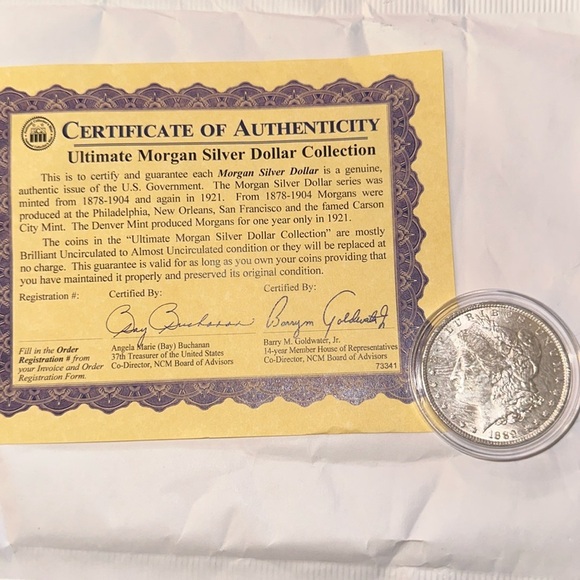 CERTIFICATE OF AUTHENTICITY
Ultimate Morgan Silver Dollar Collection
This is to certify and guarantee each Morgan Silver Dollar is a genuine,
authentic issue of the U.S. Government. The Morgan Silver Dollar series was
minted from 1878-1904 and again in 1921. From 1878-1904 Morgans were
produced at the Philadelphia, New Orleans, San Francisco and the famed Carson
City Mint. The Denver Mint produced Morgans for one year only in 1921.
The coins in the "Ultimate Morgan Silver Dollar Collection" are mostly
Brilliant Uncirculated to Almost Uncirculated condition or they will be replaced at
no charge. This guarantee is valid for as long as you own your coins providing that
you have maintained it properly and preserved its original condition.
Registration #:
Certified By:
Certified By:
Bay Buchanan
Barry M Goldwater Jr
Fill in the Order
Registration # from
your Invoice and Order
Registration Form.
Angela Marie (Bay) Buchanan
37th Treasurer of the United States
Co-Director, NCM Board of Advisors
Barry M. Goldwater, Jr.
14-year Member House of Representatives
Co-Director, NCM Board of Advisors
73341